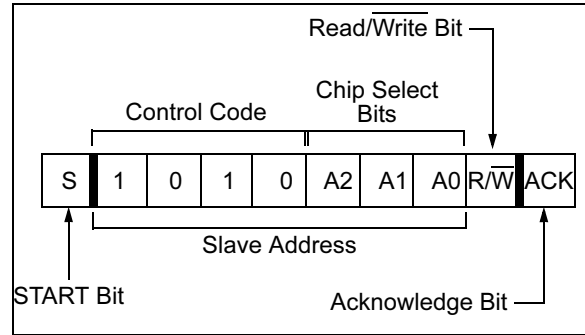 Read/Write Bit
Chip Select
Bits
Control Code
S 1 0 1 0 A2 A1 A0 R/W ACK
Slave Address
START Bit
Acknowledge Bit